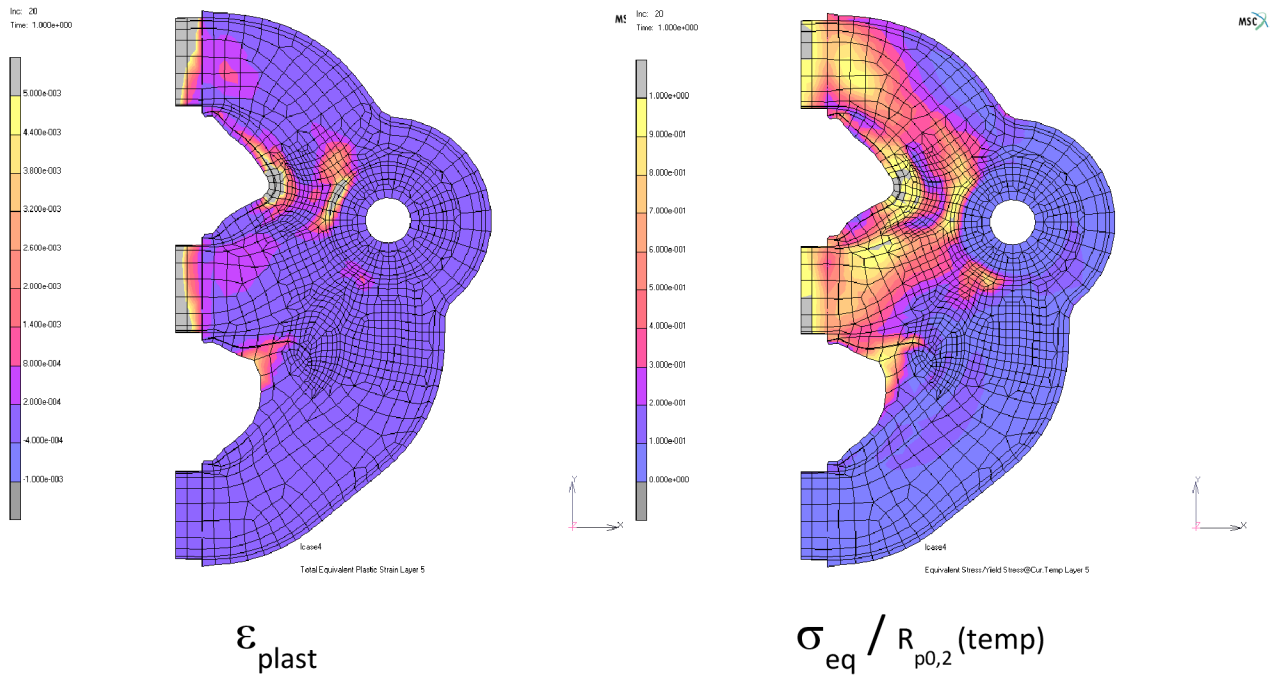 Inc: 20
Time: 1.000e+000
5.000e-003
4.400e-003
3.800e-003
3.200e-003
2.600e-003
2.000e-003
1.400e-003
8.000e-004
2.000e-004
-4.000e-004
-1.000e-003
Y
X
Z
lcase4
Total Equivalent Plastic Strain Layer 5
ε plast
MS
Inc: 20
Time: 1.000e+000
MSC
1.000e+000
9.000e-001
8.000e-001
7.000e-001
6.000e-001
5.000e-001
4.000e-001
3.000e-001
2.000e-001
1.000e-001
0.000e+000
Y
X
Z
lcase4
Equivalent Stress/Yield Stress@Cur.Temp Layer 5
σ eq / R p0,2 (temp)